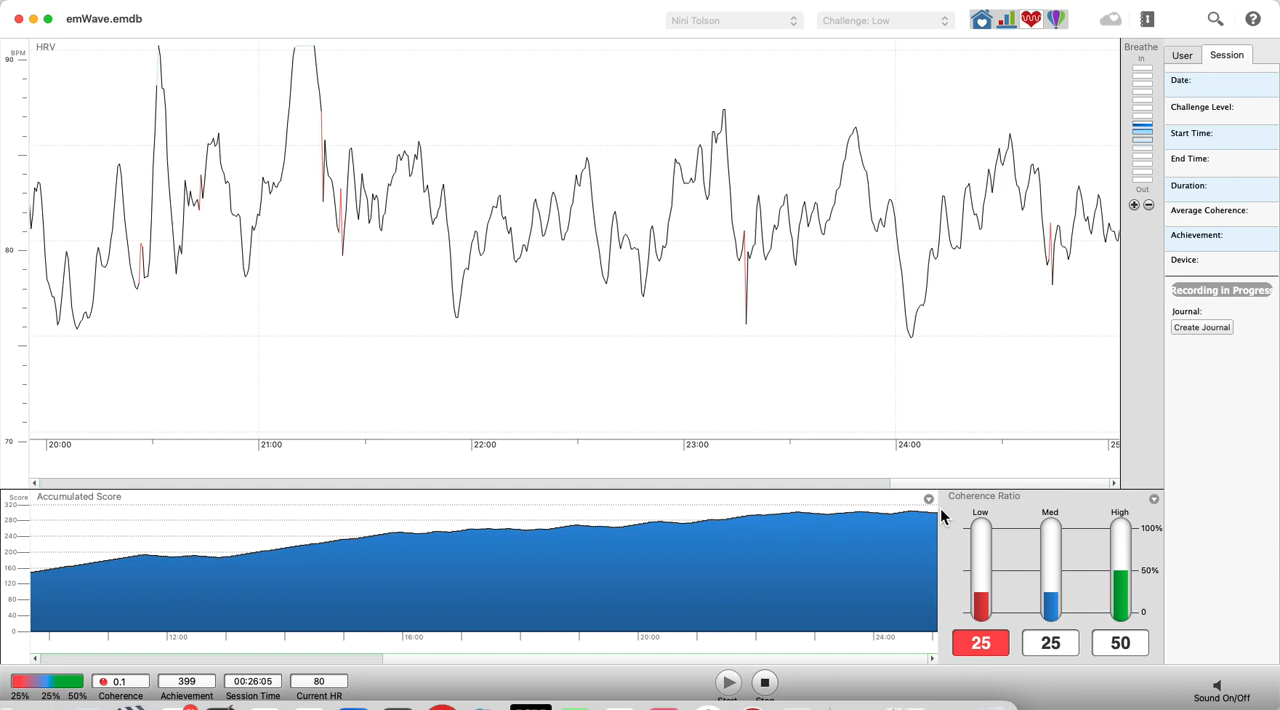 emWave.emdb
Nini Tolson
Challenge: Low
BPM
HRV
90
80
70
20:00
21:00
22:00
23:00
24:00
25
Breathe
In
Out
User
Session
Date:
Challenge Level:
Start Time:
End Time:
Duration:
Average Coherence:
Achievement:
Device:
Recording in Progress
Journal:
Create Journal
Score
Accumulated Score
320
280
240
200
160
120
80
40
0
12:00
16:00
20:00
24:00
Coherence Ratio
Low
Med
High
100%
50%
0
25
25
50
0.1
399
00:26:05
80
25%
25%
50%
Coherence
Achievement
Session Time
Current HR
Start
Stop
Sound On/Off